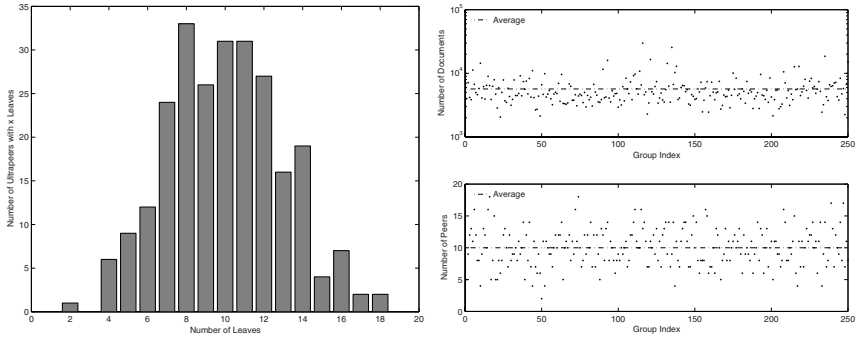 35
30
25
20
15
10
5
0
0 2 4 6 8 10 12 14 16 18 20
Number of Leaves
Number of Ultrapeers with x Leaves
10^5
10^4
10^3
Number of Documents
Average
0 50 100 150 200 250
Group Index
20
15
10
5
0
Number of Peers
Average
0 50 100 150 200 250
Group Index